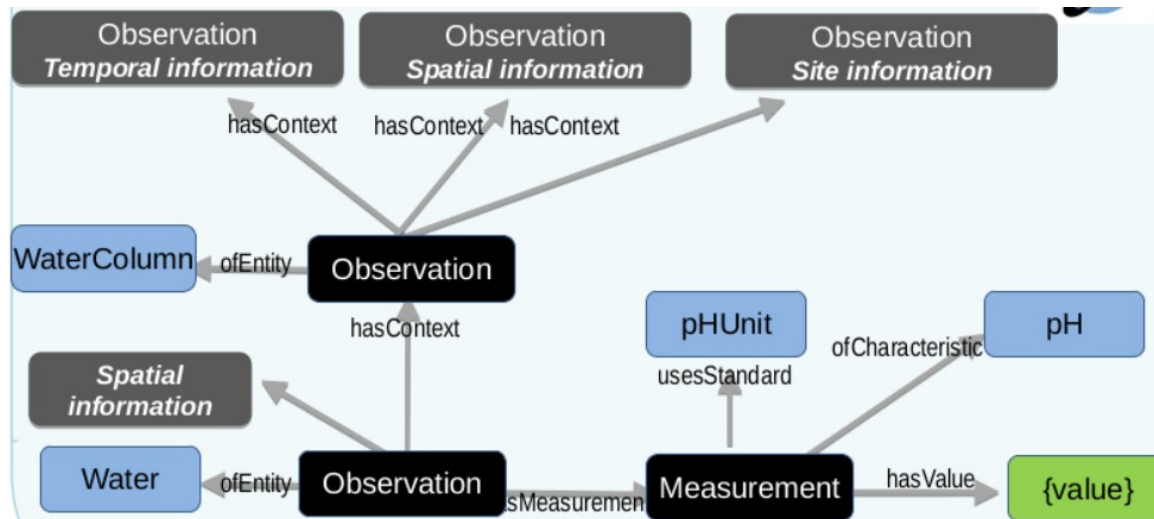 Observation
Temporal information
Observation
Spatial information
Observation
Site information
hasContext
hasContext
hasContext
WaterColumn
ofEntity
Observation
hasContext
pHUnit
pH
ofCharacteristic
usesStandard
Spatial
information
Water
ofEntity
Observation
sMeasuremen
Measurement
hasValue
{value}